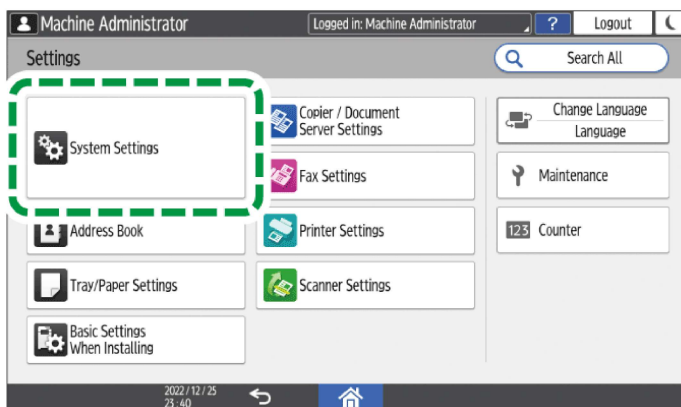 Machine Administrator
Logged in: Machine Administrator
?
Logout
Settings
Search All
System Settings
Copier / Document
Server Settings
Change Language
Language
Fax Settings
Maintenance
Address Book
Printer Settings
123
Counter
Tray/Paper Settings
Scanner Settings
Basic Settings
When Installing
2022/12/25
23:40